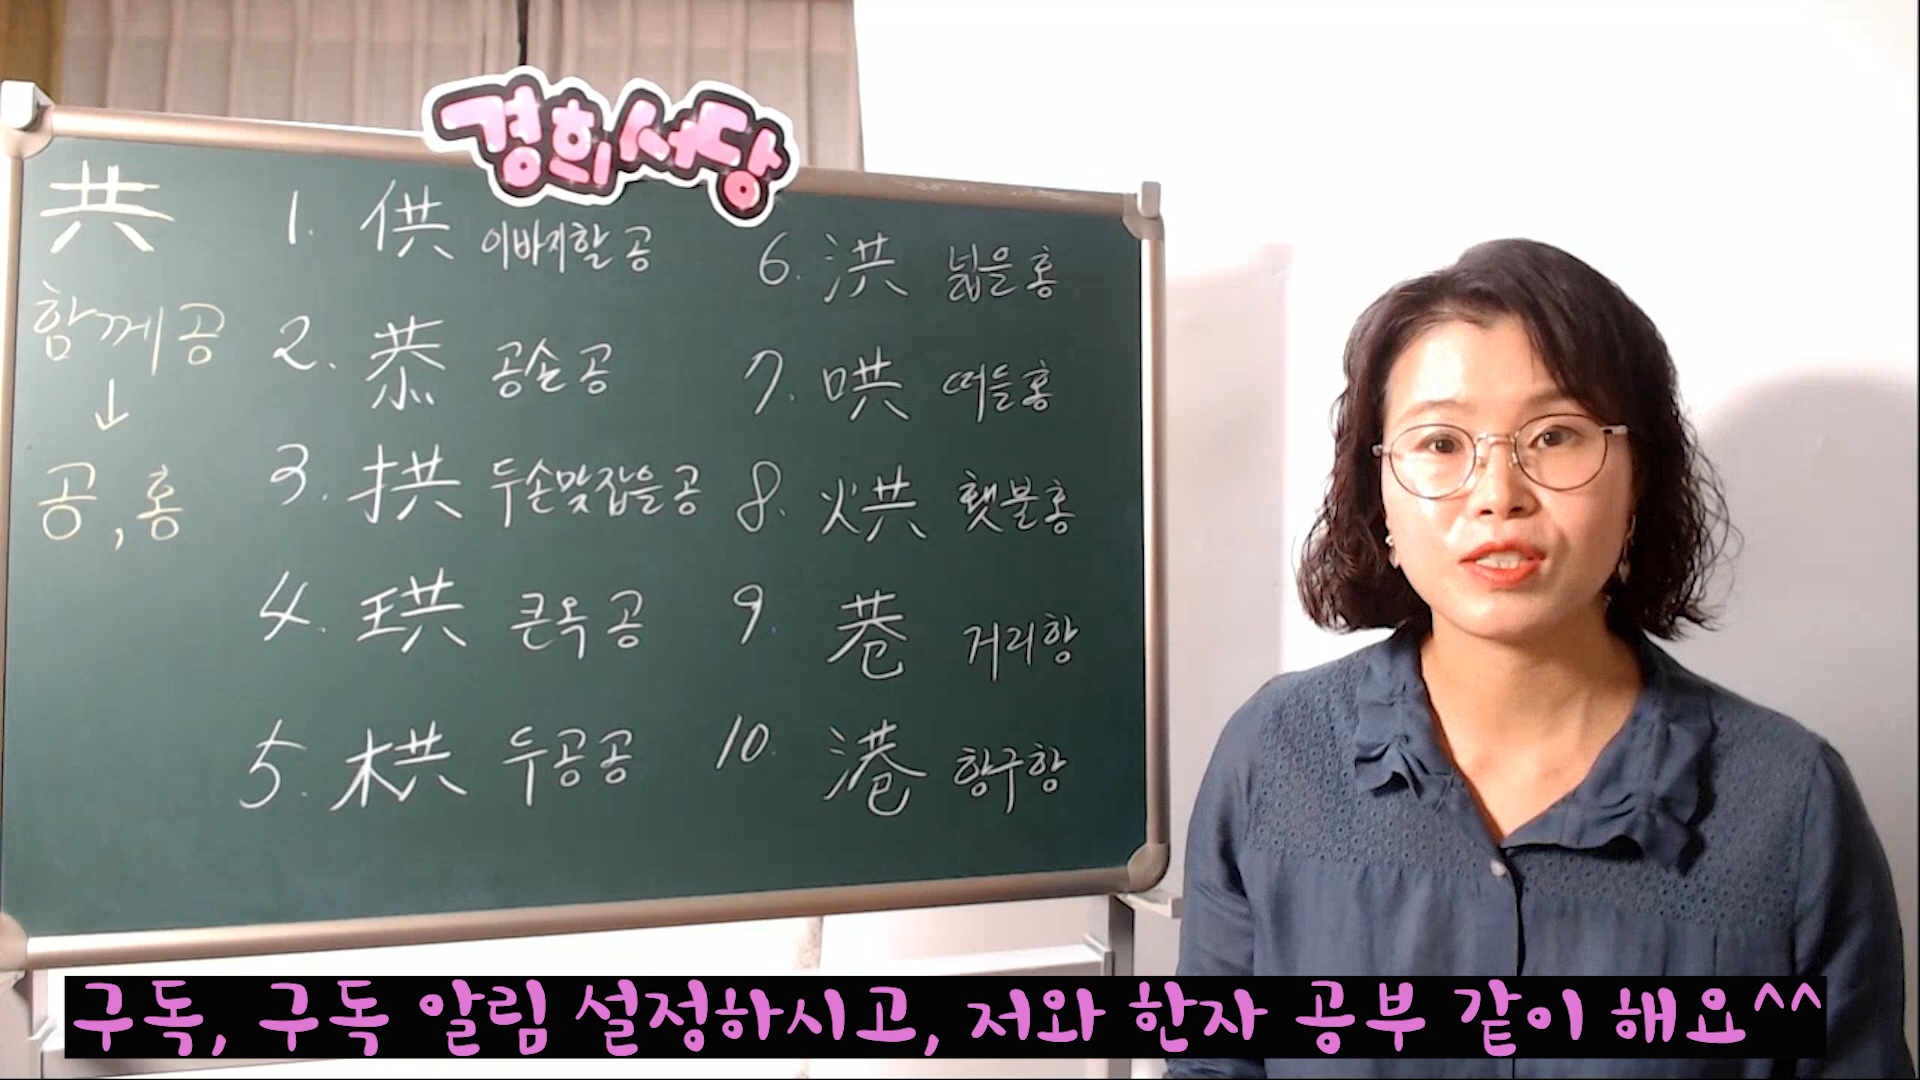 경희서당
共
함께공
↓
공, 홍
1. 供 이바지할 공
2. 恭 공손 공
3. 拱 두손맞잡을 공
4. 珙 큰옥 공
5. 栱 두공공
6. 洪 넓을 홍
7. 哄 떠들 홍
8. 烘 횃불홍
9. 巷 거리항
10. 港 항구항
구독, 구독 알림 설정하시고, 저와 한자 공부 같이 해요^^